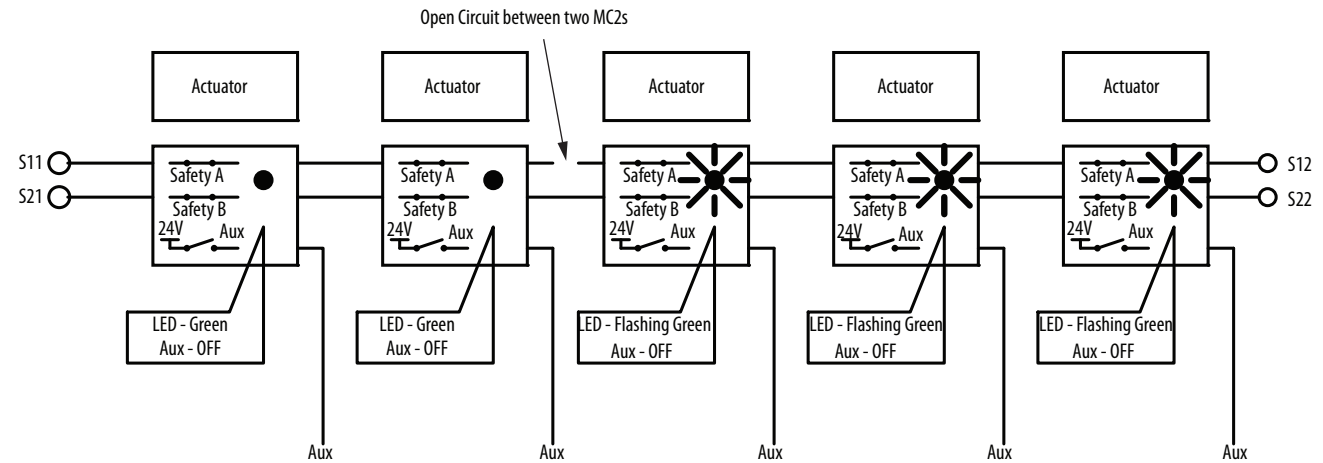 Open Circuit between two MC2s
Actuator
Actuator
Actuator
Actuator
Actuator
S11
S21
Safety A
Safety B
24V
Aux
Safety A
Safety B
24V
Aux
Safety A
Safety B
24V
Aux
Safety A
Safety B
24V
Aux
Safety A
Safety B
24V
Aux
S12
S22
LED - Green
Aux - OFF
LED - Green
Aux - OFF
LED - Flashing Green
Aux - OFF
LED - Flashing Green
Aux - OFF
LED - Flashing Green
Aux - OFF
Aux
Aux
Aux
Aux
Aux